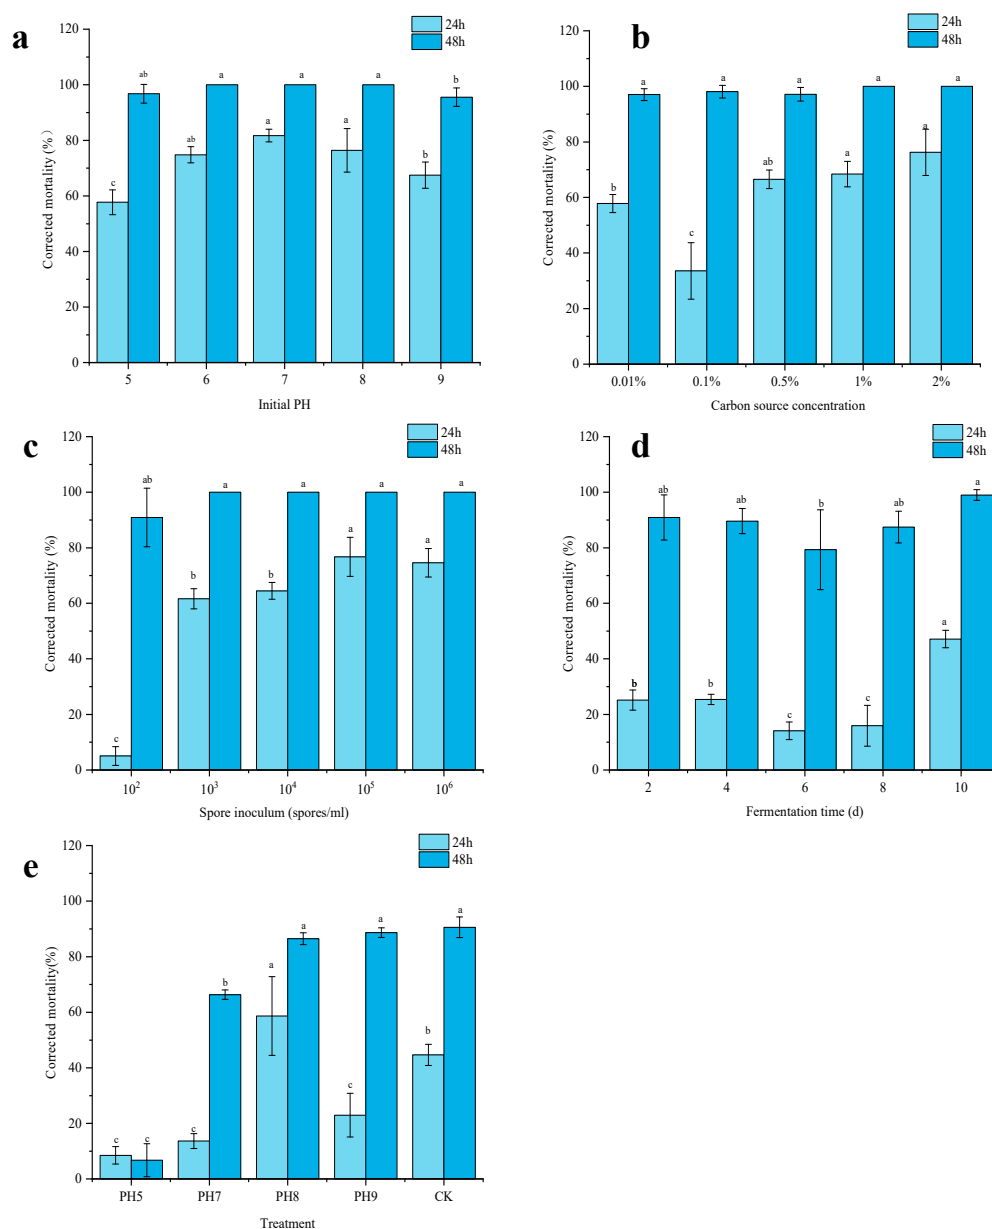 a
24h
48h
Corrected mortality (%)
120
100
80
60
40
20
0
ab
a
a
a
b
c
ab
a
a
b
5 6 7 8 9
Initial PH
b
24h
48h
Corrected mortality (%)
120
100
80
60
40
20
0
a
a
a
a
a
b
c
ab
a
a
0.01% 0.1% 0.5% 1% 2%
Carbon source concentration
c
24h
48h
Corrected mortality (%)
120
100
80
60
40
20
0
ab
a
a
a
a
c
b
b
a
a
10² 10³ 10⁴ 10⁵ 10⁶
Spore inoculum (spores/ml)
d
24h
48h
Corrected mortality (%)
120
100
80
60
40
20
0
ab
ab
b
ab
a
b
b
c
c
a
2 4 6 8 10
Fermentation time (d)
e
24h
48h
Corrected mortality(%)
120
100
80
60
40
20
0
c
c
c
b
a
a
c
a
b
a
PH5 PH7 PH8 PH9 CK
Treatment